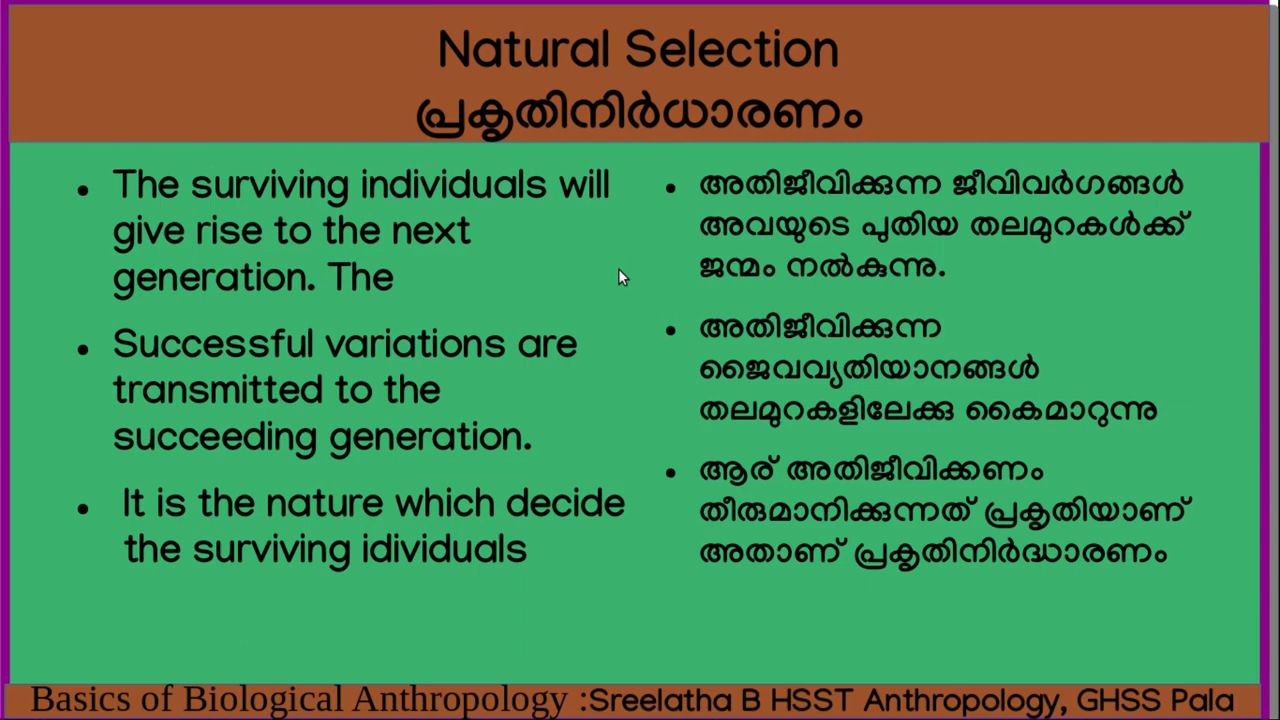 Natural Selection
പ്രകൃതിനിർധാരണം
• The surviving individuals will
give rise to the next
generation. The
• Successful variations are
transmitted to the
succeeding generation.
• It is the nature which decide
the surviving idividuals
• അതിജീവിക്കുന്ന ജീവിവർഗങ്ങൾ
അവയുടെ പുതിയ തലമുറകൾക്ക്
ജന്മം നൽകുന്നു.
• അതിജീവിക്കുന്ന
ജൈവവ്യതിയാനങ്ങൾ
തലമുറകളിലേക്കു കൈമാറുന്നു
• ആര് അതിജീവിക്കണം
തീരുമാനിക്കുന്നത് പ്രകൃതിയാണ്
അതാണ് പ്രകൃതിനിർദ്ധാരണം
Basics of Biological Anthropology :Sreelatha B HSST Anthropology, GHSS Pala